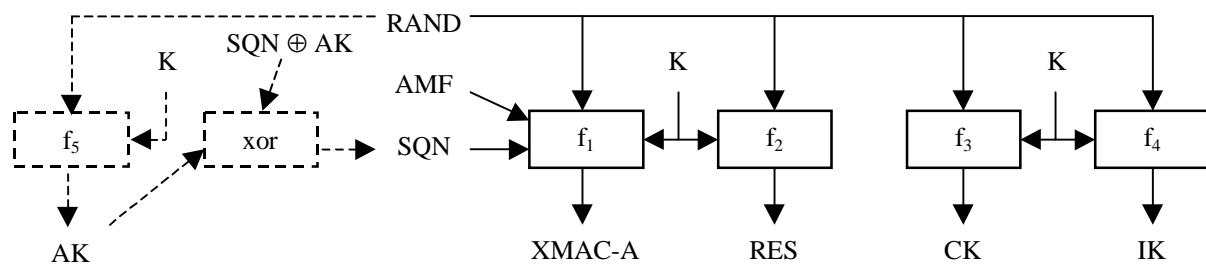 RAND
SQN ⊕ AK
K
K
K
AMF
f5
xor
SQN
f1
f2
f3
f4
AK
XMAC-A
RES
CK
IK